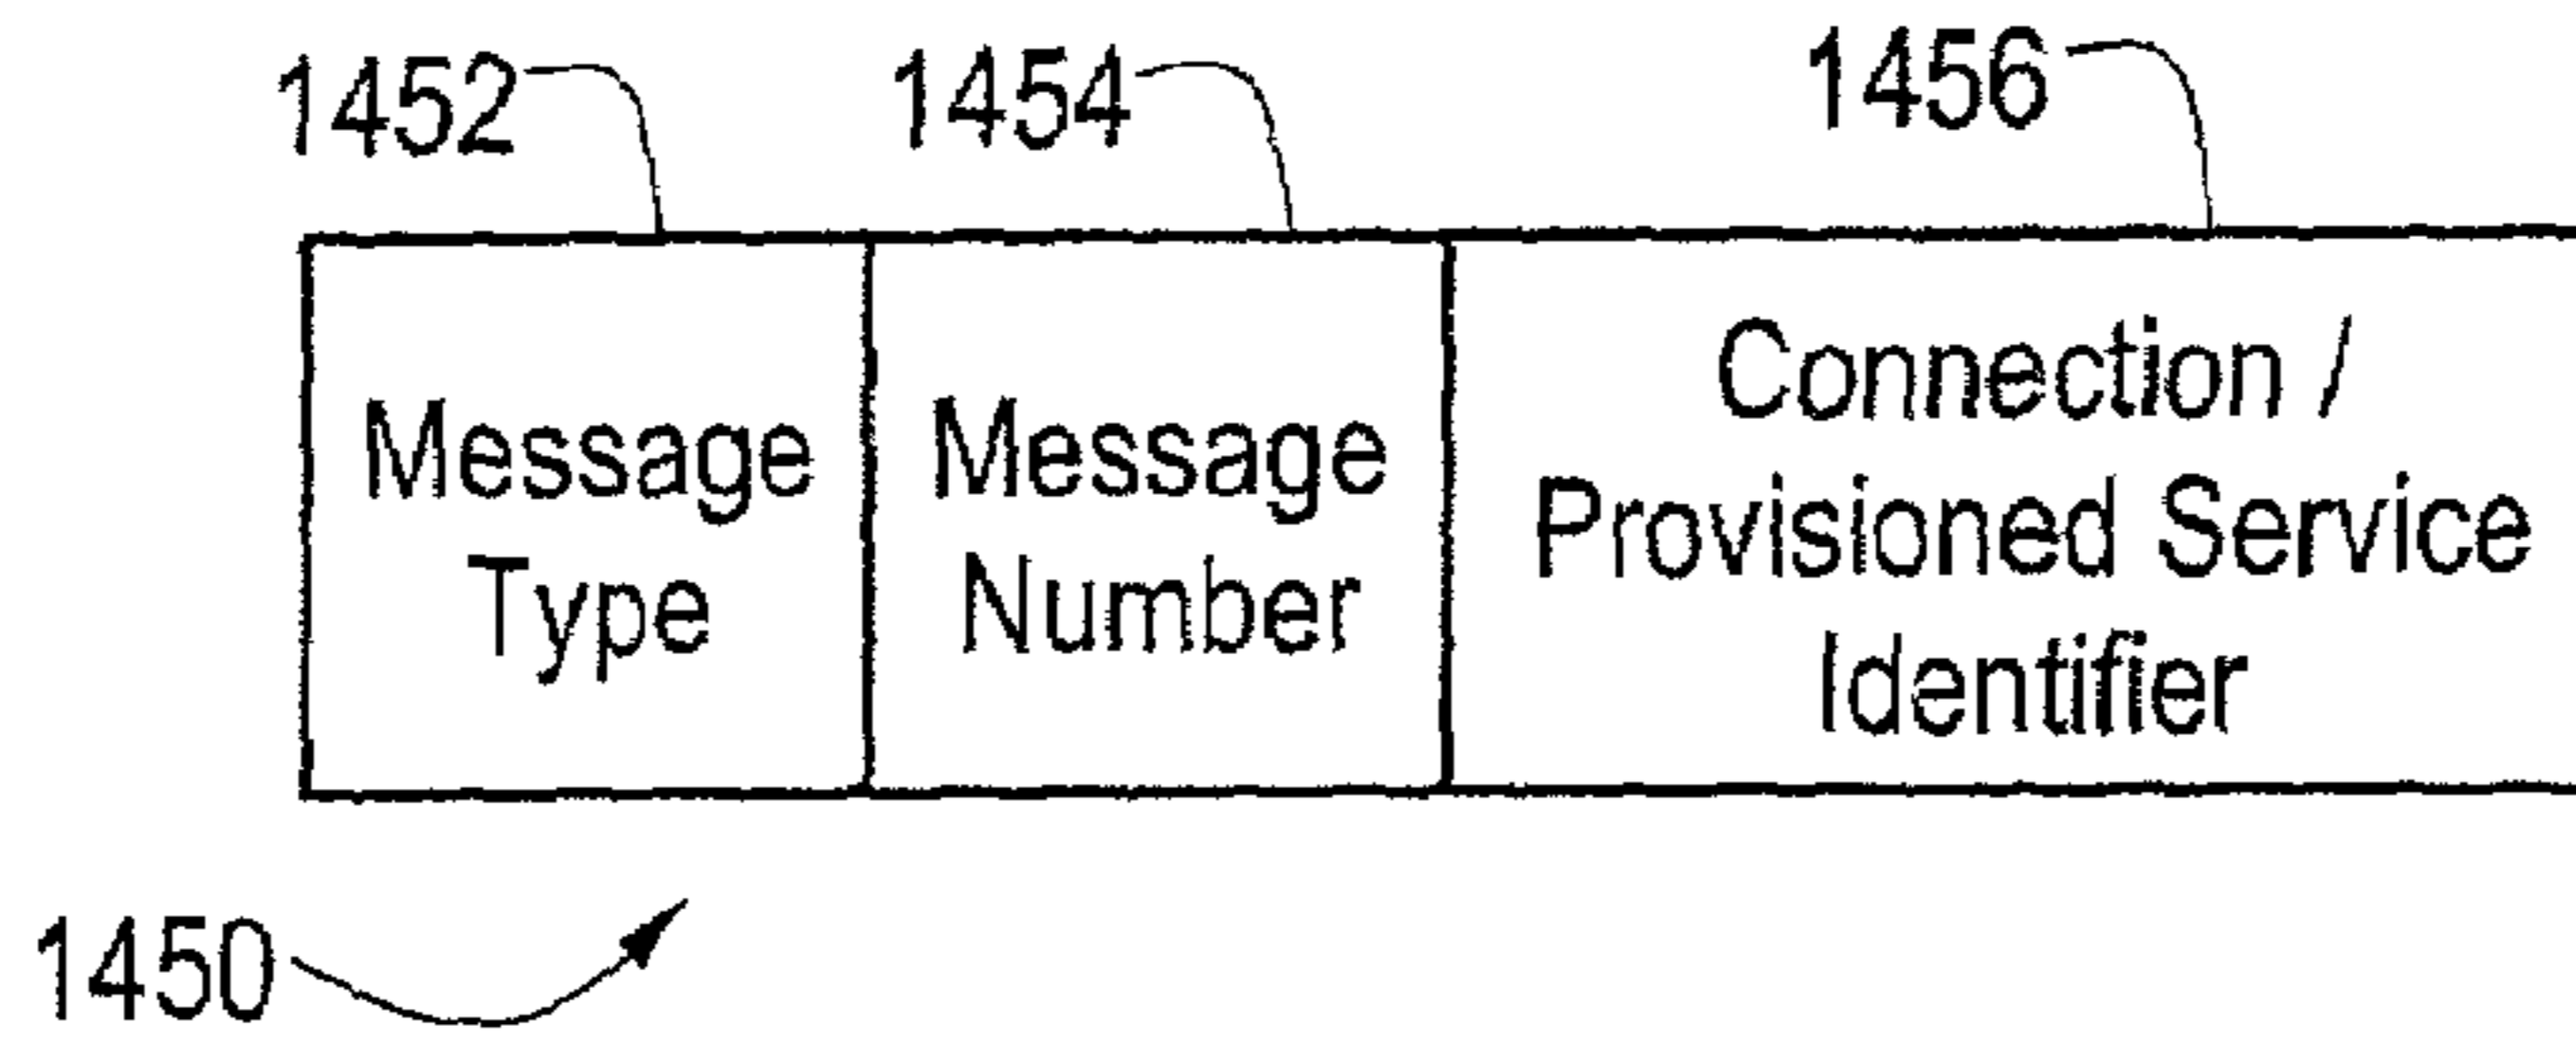 1452
1454
1456
Message
Type
Message
Number
Connection /
Provisioned Service
Identifier
1450